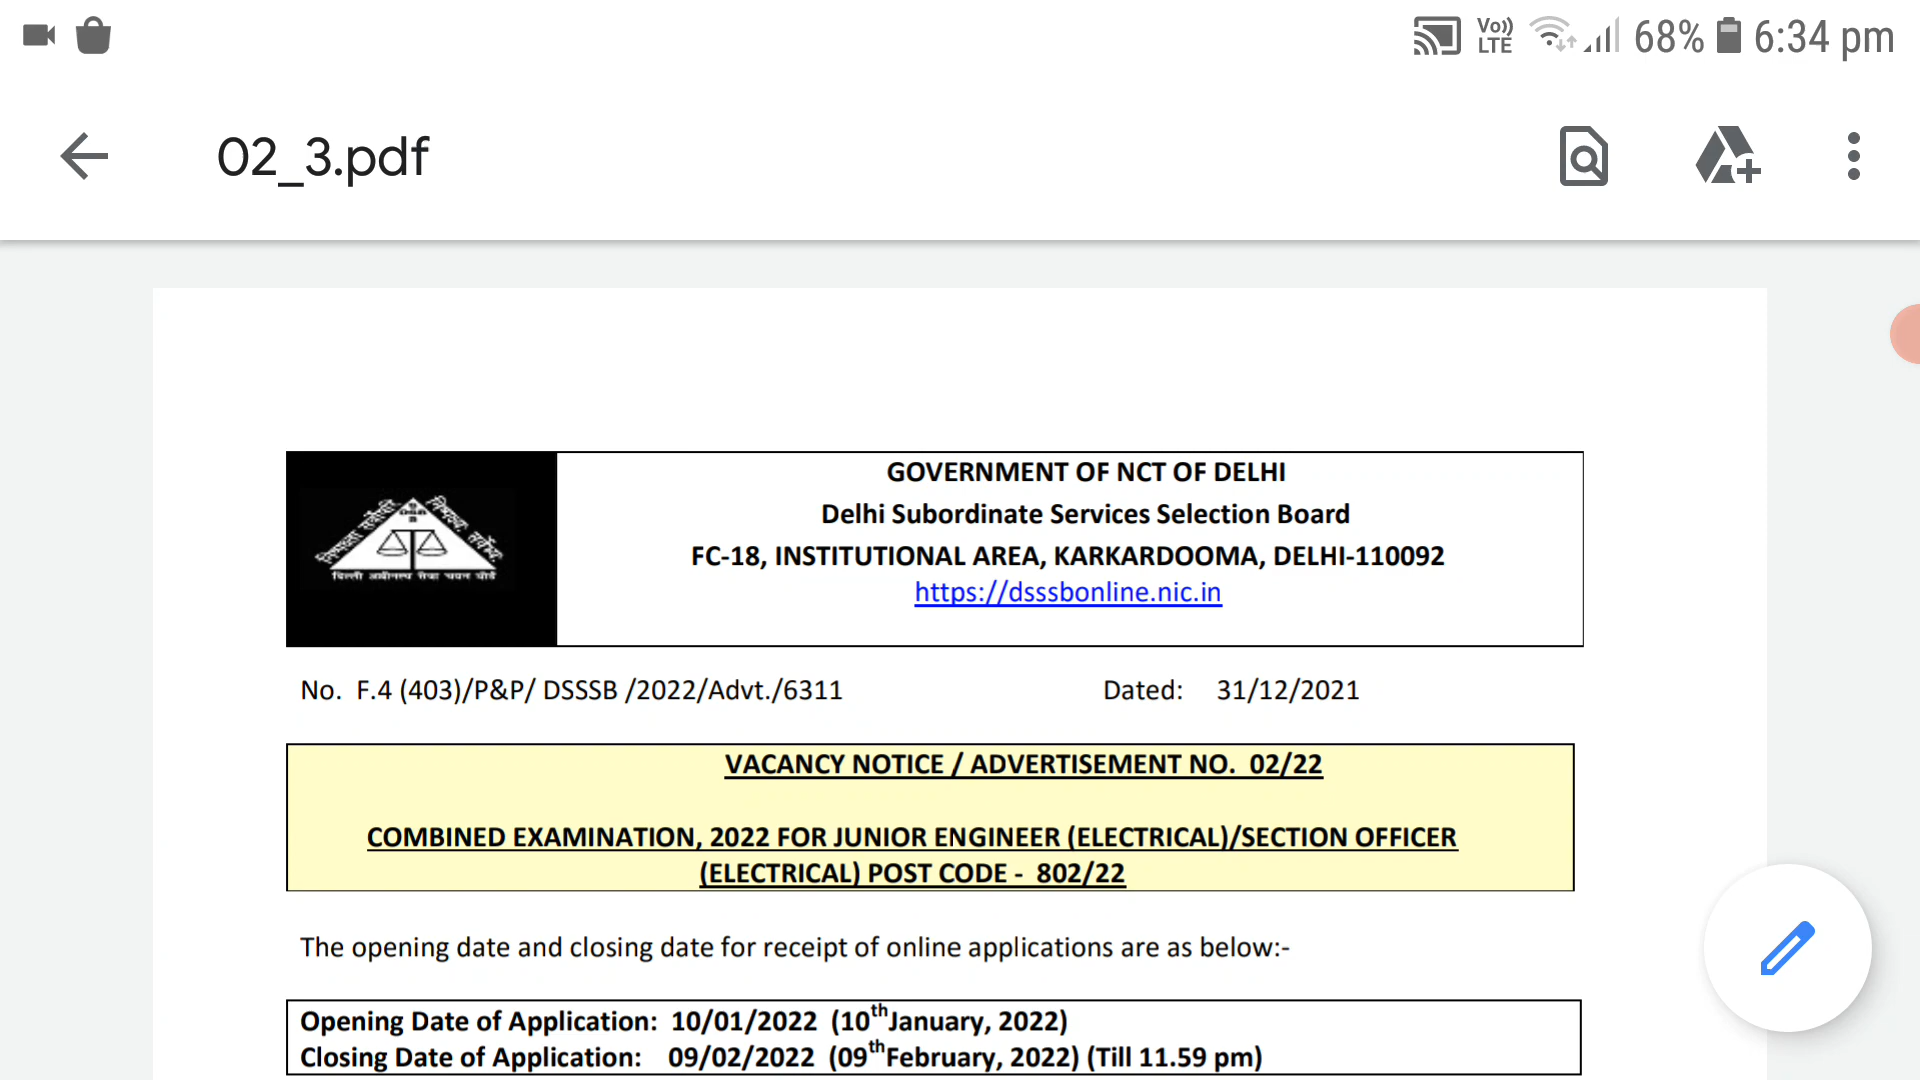 Vo)) LTE 68% 6:34 pm
02_3.pdf
GOVERNMENT OF NCT OF DELHI
Delhi Subordinate Services Selection Board
FC-18, INSTITUTIONAL AREA, KARKARDOOMA, DELHI-110092
https://dsssbonline.nic.in
दिल्ली अधीनस्थ सेवा चयन बोर्ड
No. F.4 (403)/P&P/ DSSSB /2022/Advt./6311 Dated: 31/12/2021
VACANCY NOTICE / ADVERTISEMENT NO. 02/22
COMBINED EXAMINATION, 2022 FOR JUNIOR ENGINEER (ELECTRICAL)/SECTION OFFICER
(ELECTRICAL) POST CODE - 802/22
The opening date and closing date for receipt of online applications are as below:-
Opening Date of Application: 10/01/2022 (10th January, 2022)
Closing Date of Application: 09/02/2022 (09th February, 2022) (Till 11.59 pm)